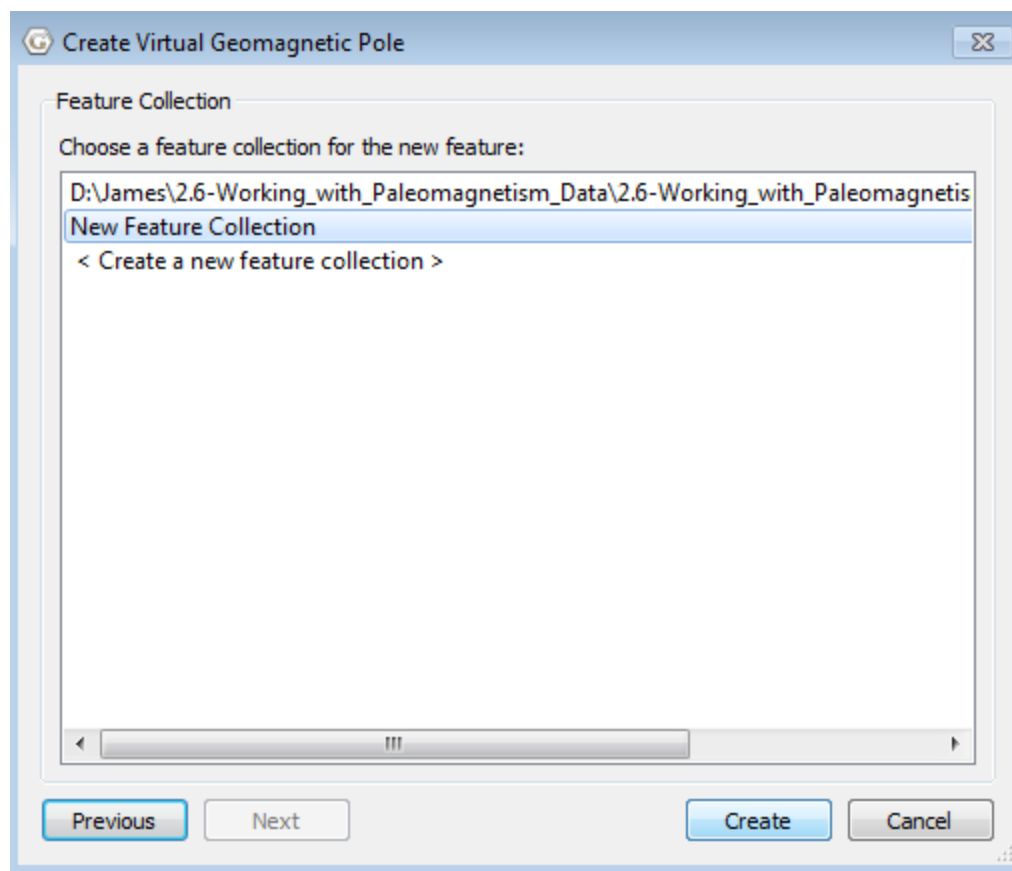 Create Virtual Geomagnetic Pole
Feature Collection
Choose a feature collection for the new feature:
D:\James\2.6-Working_with_Paleomagnetism_Data\2.6-Working_with_Paleomagnetis
New Feature Collection
< Create a new feature collection >
Previous Next Create Cancel